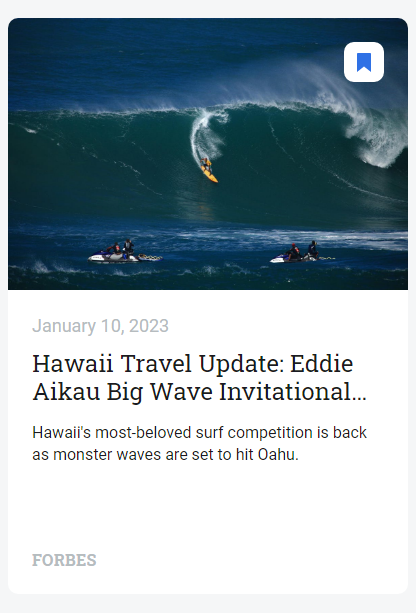 January 10, 2023
Hawaii Travel Update: Eddie
Aikau Big Wave Invitational...
Hawaii's most-beloved surf competition is back
as monster waves are set to hit Oahu.
FORBES